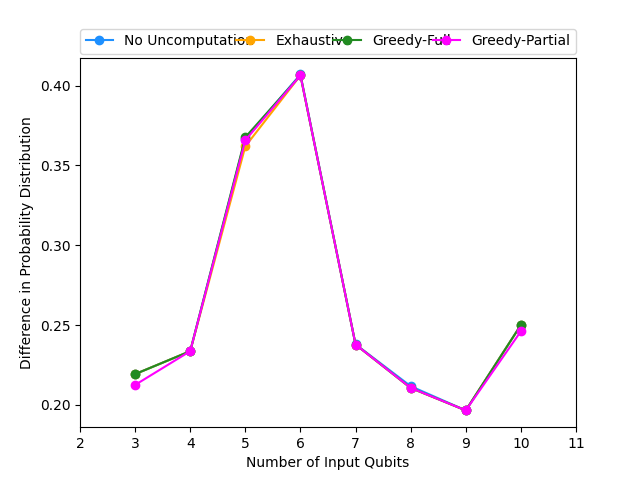 No Uncomputation Exhaustive Greedy-Full Greedy-Partial
0.40
0.35
0.30
0.25
0.20
Difference in Probability Distribution
2 3 4 5 6 7 8 9 10 11
Number of Input Qubits